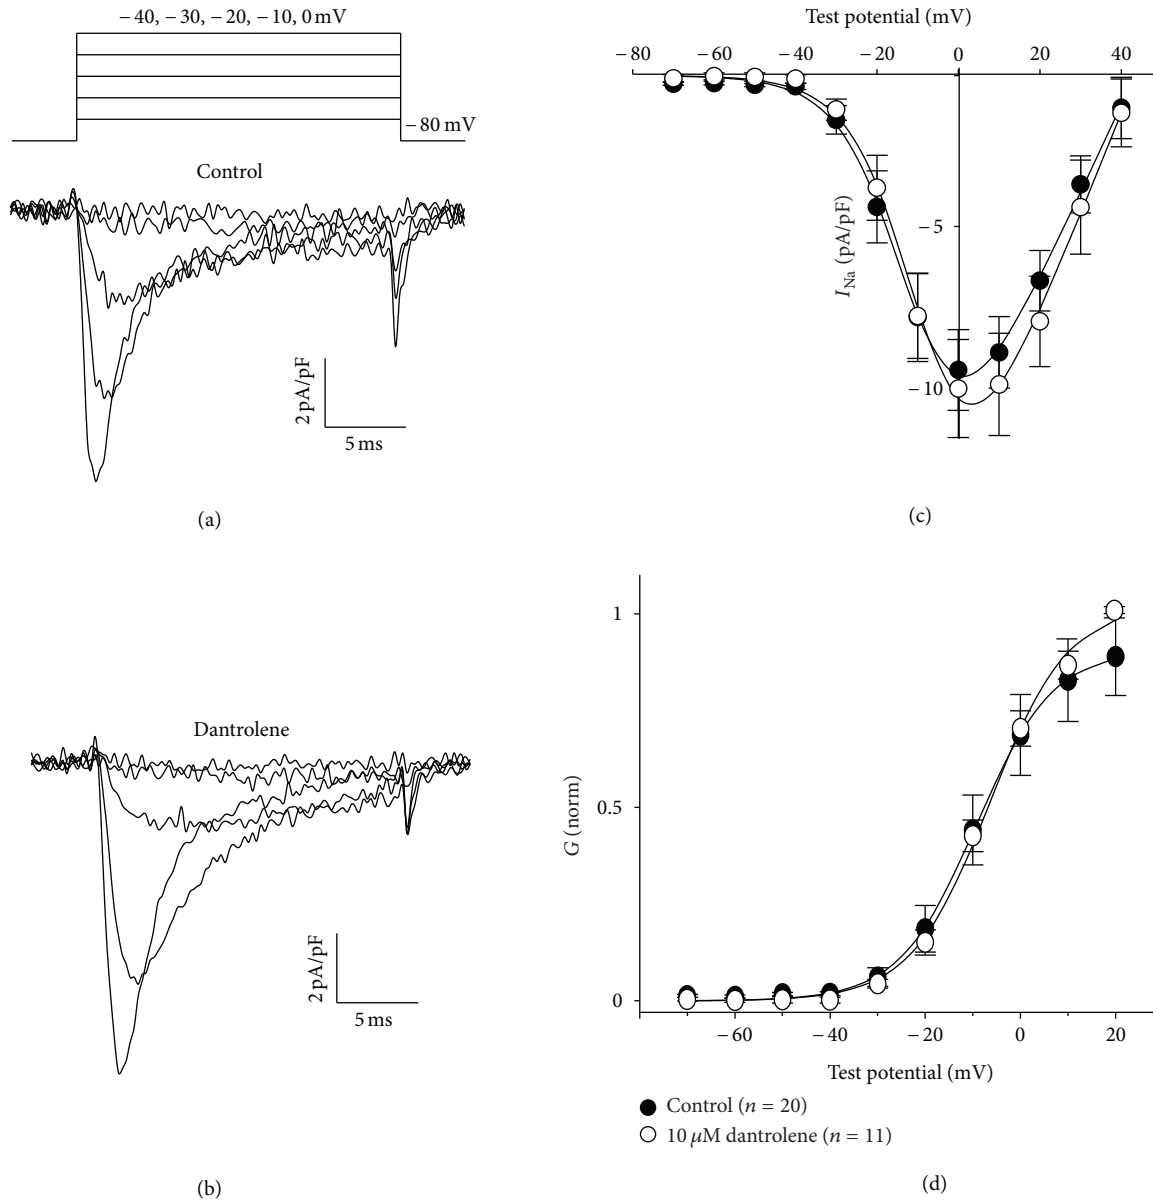 −40, −30, −20, −10, 0 mV
−80 mV
Control
2 pA/pF
5 ms
(a)
Dantrolene
2 pA/pF
5 ms
(b)
Test potential (mV)
−80 −60 −40 −20 0 20 40
I_Na (pA/pF)
−5
−10
(c)
1
0.5
0
G (norm)
−60 −40 −20 0 20
Test potential (mV)
Control (n = 20)
10 μM dantrolene (n = 11)
(d)